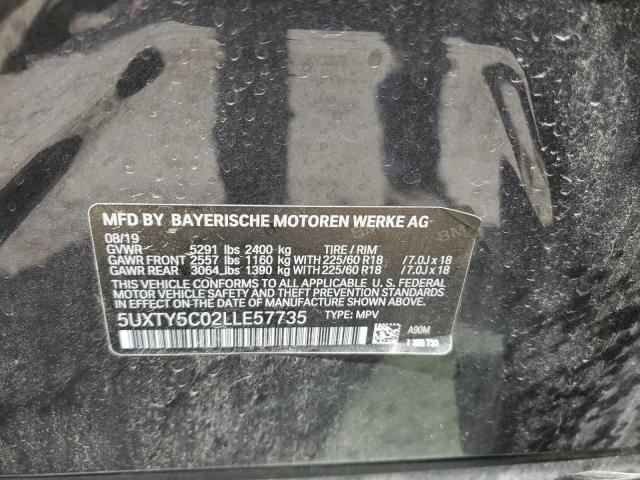 MFD BY BAYERISCHE MOTOREN WERKE AG
08/19
GVWR 5291 lbs 2400 kg TIRE / RIM
GAWR FRONT 2557 lbs 1160 kg WITH 225/60 R18 /7.0J x 18
GAWR REAR 3064 lbs 1390 kg WITH 225/60 R18 /7.0J x 18
THIS VEHICLE CONFORMS TO ALL APPLICABLE U.S. FEDERAL
MOTOR VEHICLE SAFETY AND THEFT PREVENTION STANDARDS
IN EFFECT ON THE DATE OF MANUFACTURE SHOWN ABOVE.
5UXTY5C02LLE57735 TYPE: MPV
A90M